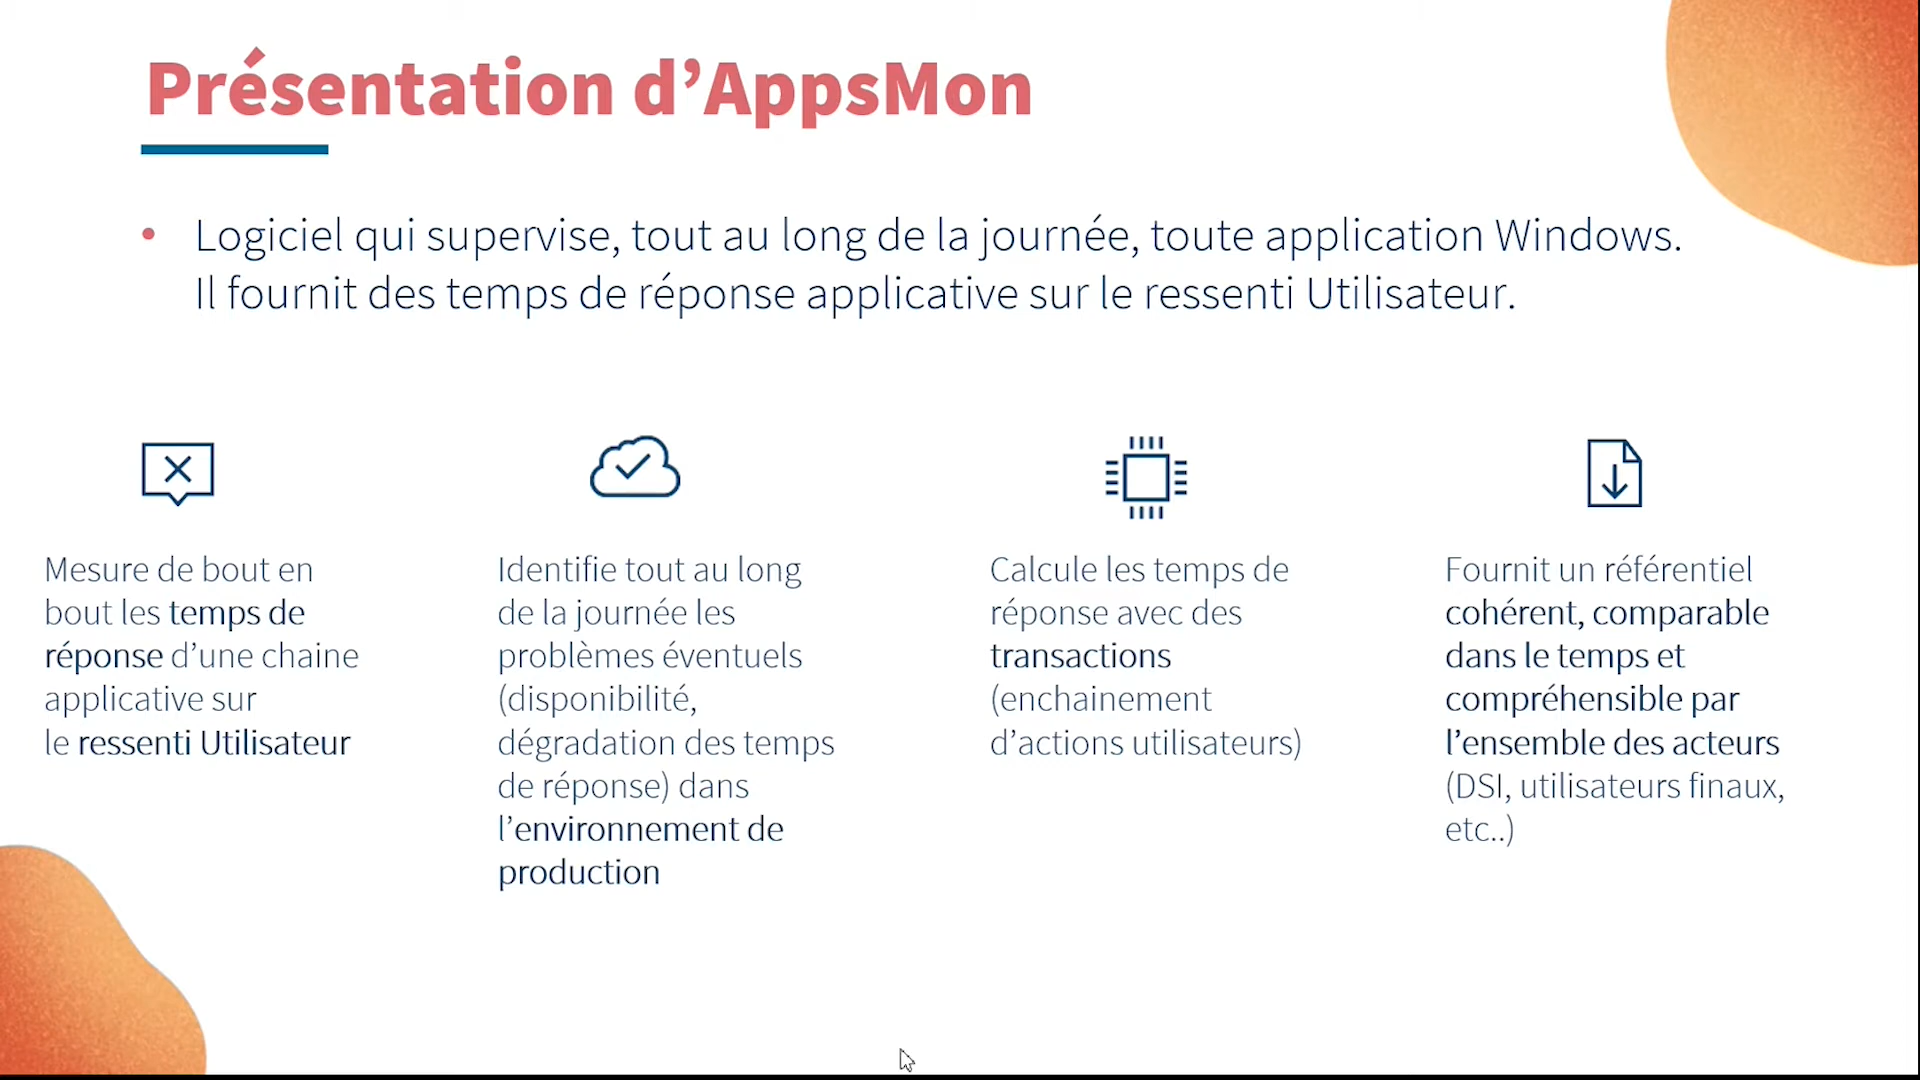 Présentation d’AppsMon
• Logiciel qui supervise, tout au long de la journée, toute application Windows.
Il fournit des temps de réponse applicative sur le ressenti Utilisateur.
Mesure de bout en
bout les temps de
réponse d’une chaine
applicative sur
le ressenti Utilisateur
Identifie tout au long
de la journée les
problèmes éventuels
(disponibilité,
dégradation des temps
de réponse) dans
l’environnement de
production
Calcule les temps de
réponse avec des
transactions
(enchainement
d’actions utilisateurs)
Fournit un référentiel
cohérent, comparable
dans le temps et
compréhensible par
l’ensemble des acteurs
(DSI, utilisateurs finaux,
etc..)